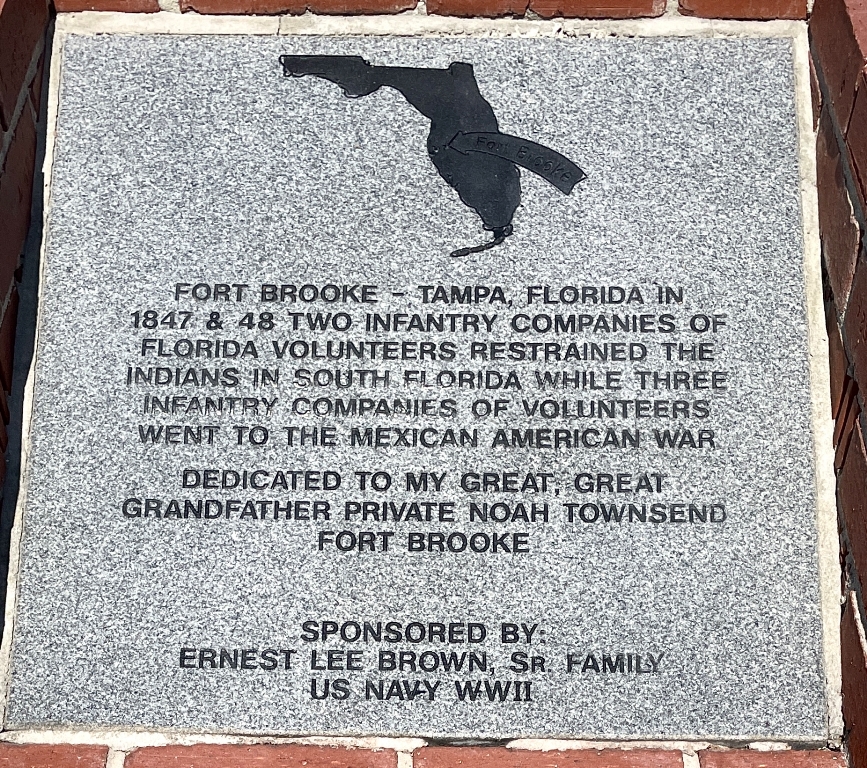 Fort Brooke
FORT BROOKE - TAMPA, FLORIDA IN
1847 & 48 TWO INFANTRY COMPANIES OF
FLORIDA VOLUNTEERS RESTRAINED THE
INDIANS IN SOUTH FLORIDA WHILE THREE
INFANTRY COMPANIES OF VOLUNTEERS
WENT TO THE MEXICAN AMERICAN WAR
DEDICATED TO MY GREAT, GREAT
GRANDFATHER PRIVATE NOAH TOWNSEND
FORT BROOKE
SPONSORED BY:
ERNEST LEE BROWN, SR. FAMILY
US NAVY WWII